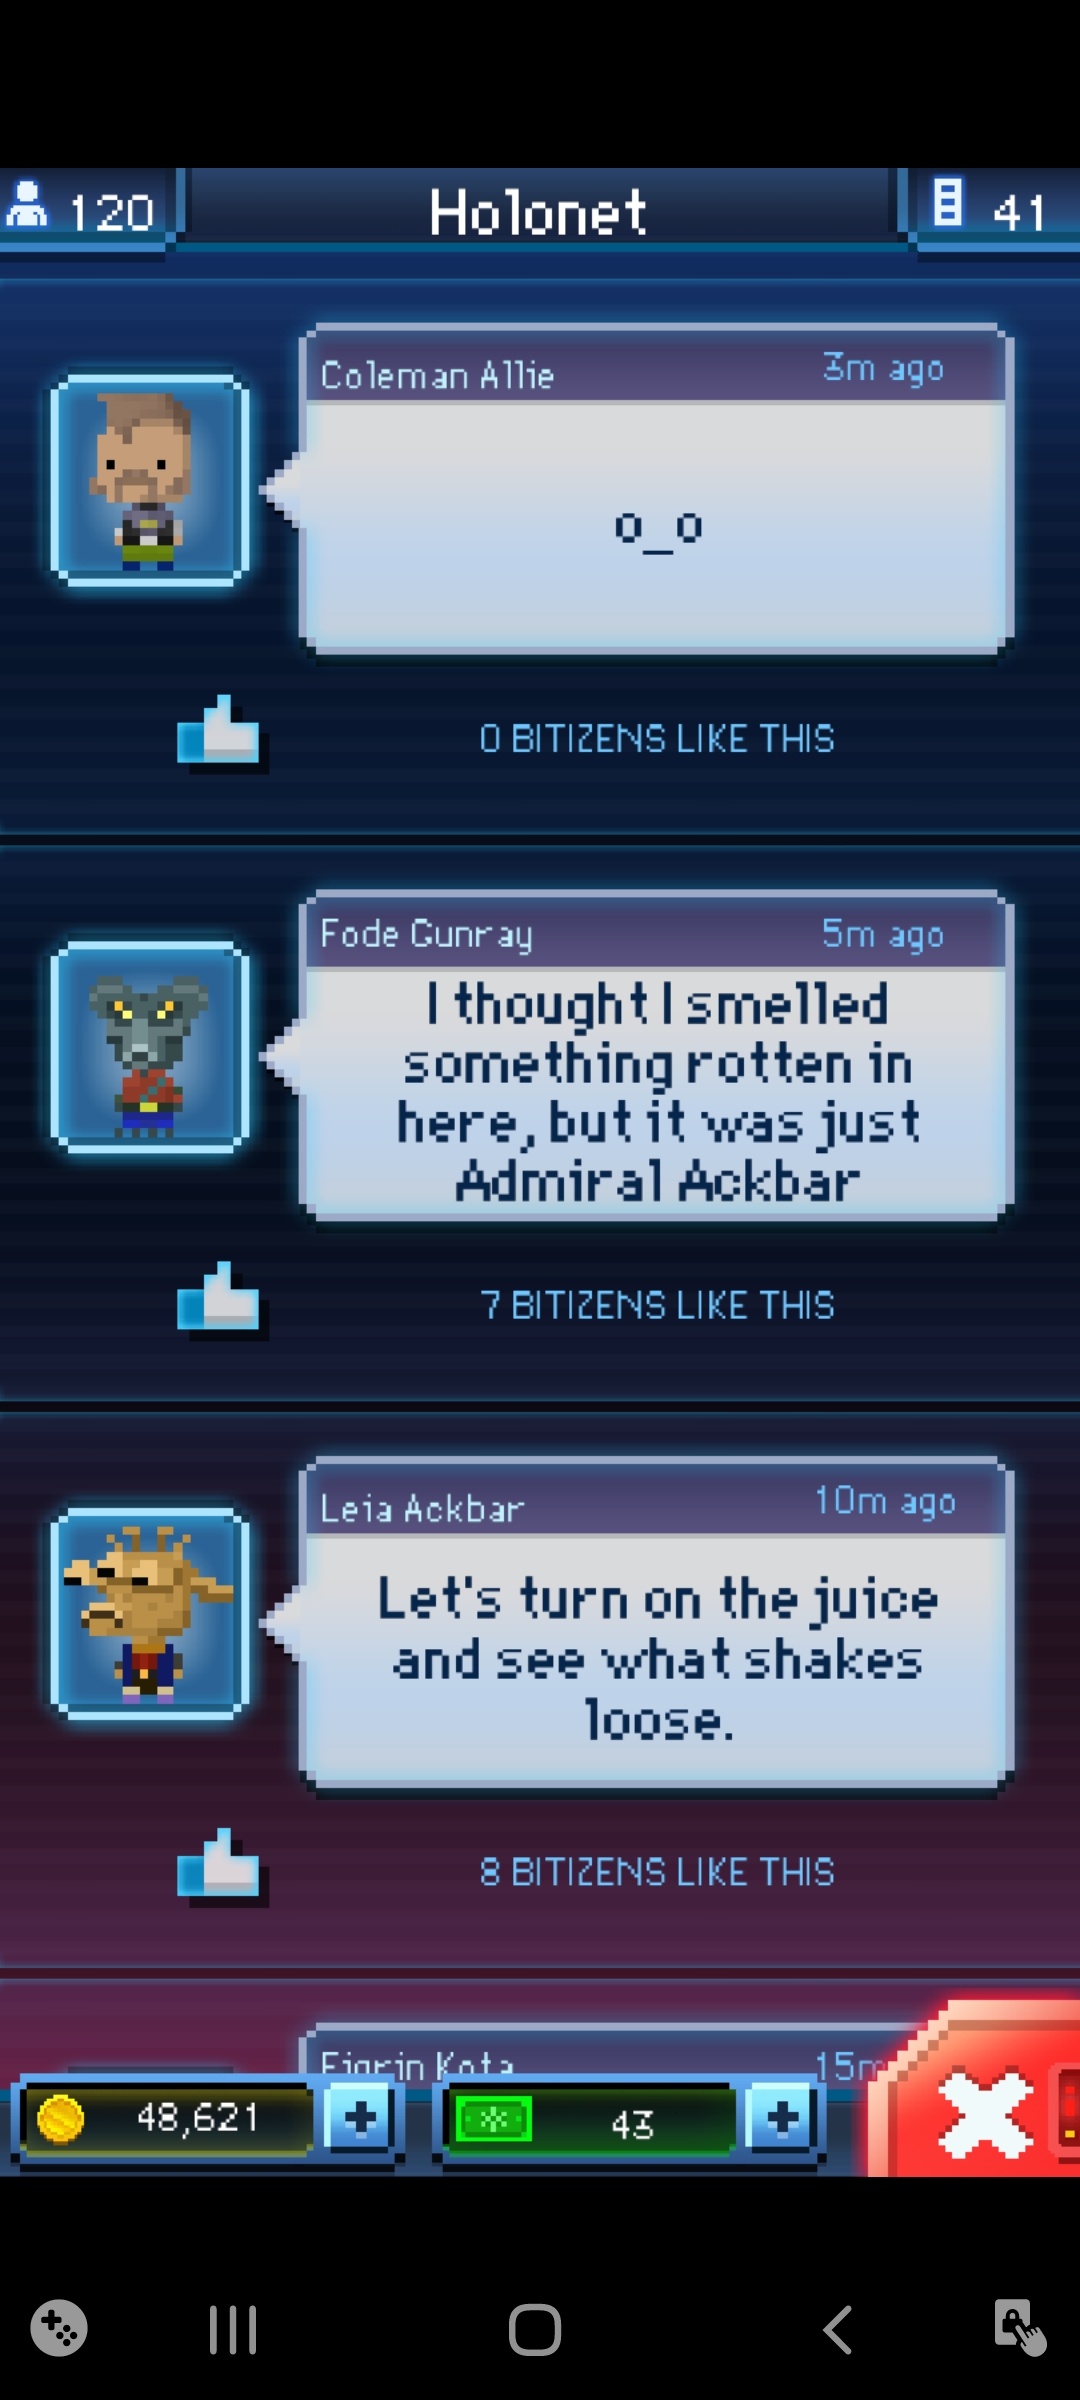 120
Holonet
41
Coleman Allie
3m ago
o_o
0 BITIZENS LIKE THIS
Fode Gunray
5m ago
I thought I smelled
something rotten in
here, but it was just
Admiral Ackbar
7 BITIZENS LIKE THIS
Leia Ackbar
10m ago
Let's turn on the juice
and see what shakes
loose.
8 BITIZENS LIKE THIS
Figrin Kota
15m
48,621
43